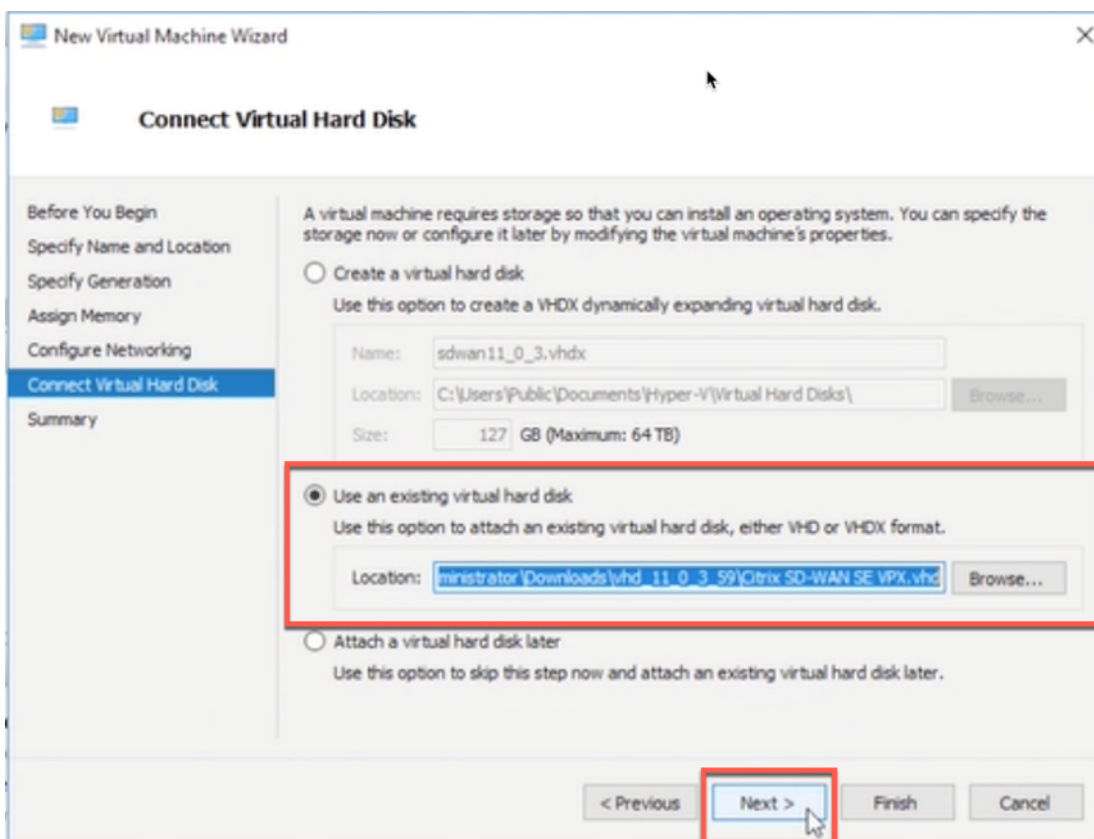 New Virtual Machine Wizard
Connect Virtual Hard Disk
Before You Begin
Specify Name and Location
Specify Generation
Assign Memory
Configure Networking
Connect Virtual Hard Disk
Summary
A virtual machine requires storage so that you can install an operating system. You can specify the
storage now or configure it later by modifying the virtual machine's properties.
Create a virtual hard disk
Use this option to create a VHDX dynamically expanding virtual hard disk.
Name: sdwan11_0_3.vhdx
Location: C:\Users\Public\Documents\Hyper-V\Virtual Hard Disks\ Browse...
Size: 127 GB (Maximum: 64 TB)
Use an existing virtual hard disk
Use this option to attach an existing virtual hard disk, either VHD or VHDX format.
Location: ministrator\Downloads\vhd_11_0_3_59\Citrix SD-WAN SE VPX.vhd Browse...
Attach a virtual hard disk later
Use this option to skip this step now and attach an existing virtual hard disk later.
< Previous Next > Finish Cancel